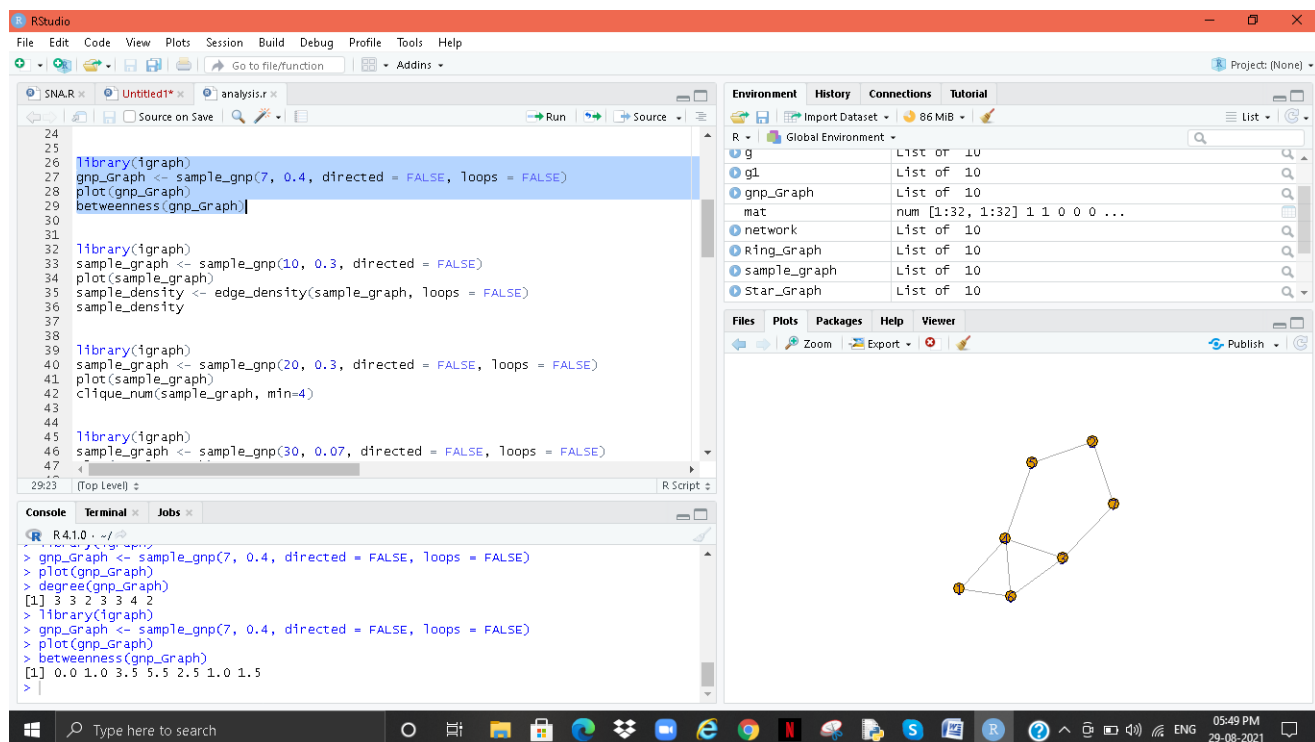 RStudio
File Edit Code View Plots Session Build Debug Profile Tools Help
Go to file/function Addins Project: (None)
SNA.R Untitled1* analysis.r
Source on Save Run Source
24
25
26 library(igraph)
27 gnp_Graph <- sample_gnp(7, 0.4, directed = FALSE, loops = FALSE)
28 plot(gnp_Graph)
29 betweenness(gnp_Graph)
30
31
32 library(igraph)
33 sample_graph <- sample_gnp(10, 0.3, directed = FALSE)
34 plot(sample_graph)
35 sample_density <- edge_density(sample_graph, loops = FALSE)
36 sample_density
37
38
39 library(igraph)
40 sample_graph <- sample_gnp(20, 0.3, directed = FALSE, loops = FALSE)
41 plot(sample_graph)
42 clique_num(sample_graph, min=4)
43
44
45 library(igraph)
46 sample_graph <- sample_gnp(30, 0.07, directed = FALSE, loops = FALSE)
47
29:23 (Top Level) R Script
Console Terminal Jobs
R 4.1.0 · ~/
> library(igraph)
> gnp_Graph <- sample_gnp(7, 0.4, directed = FALSE, loops = FALSE)
> plot(gnp_Graph)
> degree(gnp_Graph)
[1] 3 3 2 3 3 4 2
> library(igraph)
> gnp_Graph <- sample_gnp(7, 0.4, directed = FALSE, loops = FALSE)
> plot(gnp_Graph)
> betweenness(gnp_Graph)
[1] 0.0 1.0 3.5 5.5 2.5 1.0 1.5
>
Environment History Connections Tutorial
Import Dataset 86 MiB List
R Global Environment
g List of 10
g1 List of 10
gnp_Graph List of 10
mat num [1:32, 1:32] 1 1 0 0 0 ...
network List of 10
Ring_Graph List of 10
sample_graph List of 10
Star_Graph List of 10
Files Plots Packages Help Viewer
Zoom Export Publish
2
5
7
4
3
1
6
Type here to search
ENG
05:49 PM
29-08-2021